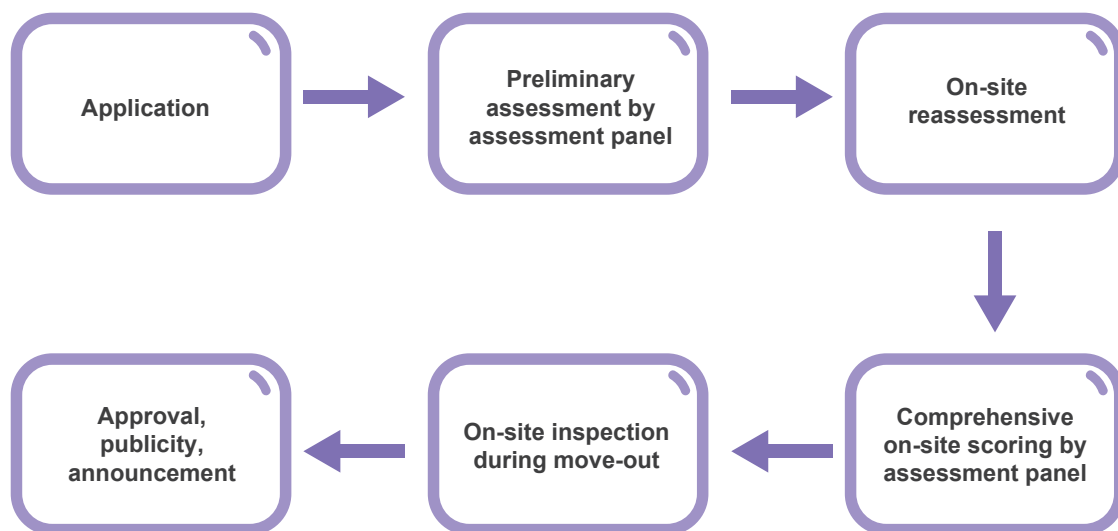 Application
Preliminary
assessment by
assessment panel
On-site
reassessment
Comprehensive
on-site scoring by
assessment panel
On-site inspection
during move-out
Approval,
publicity,
announcement